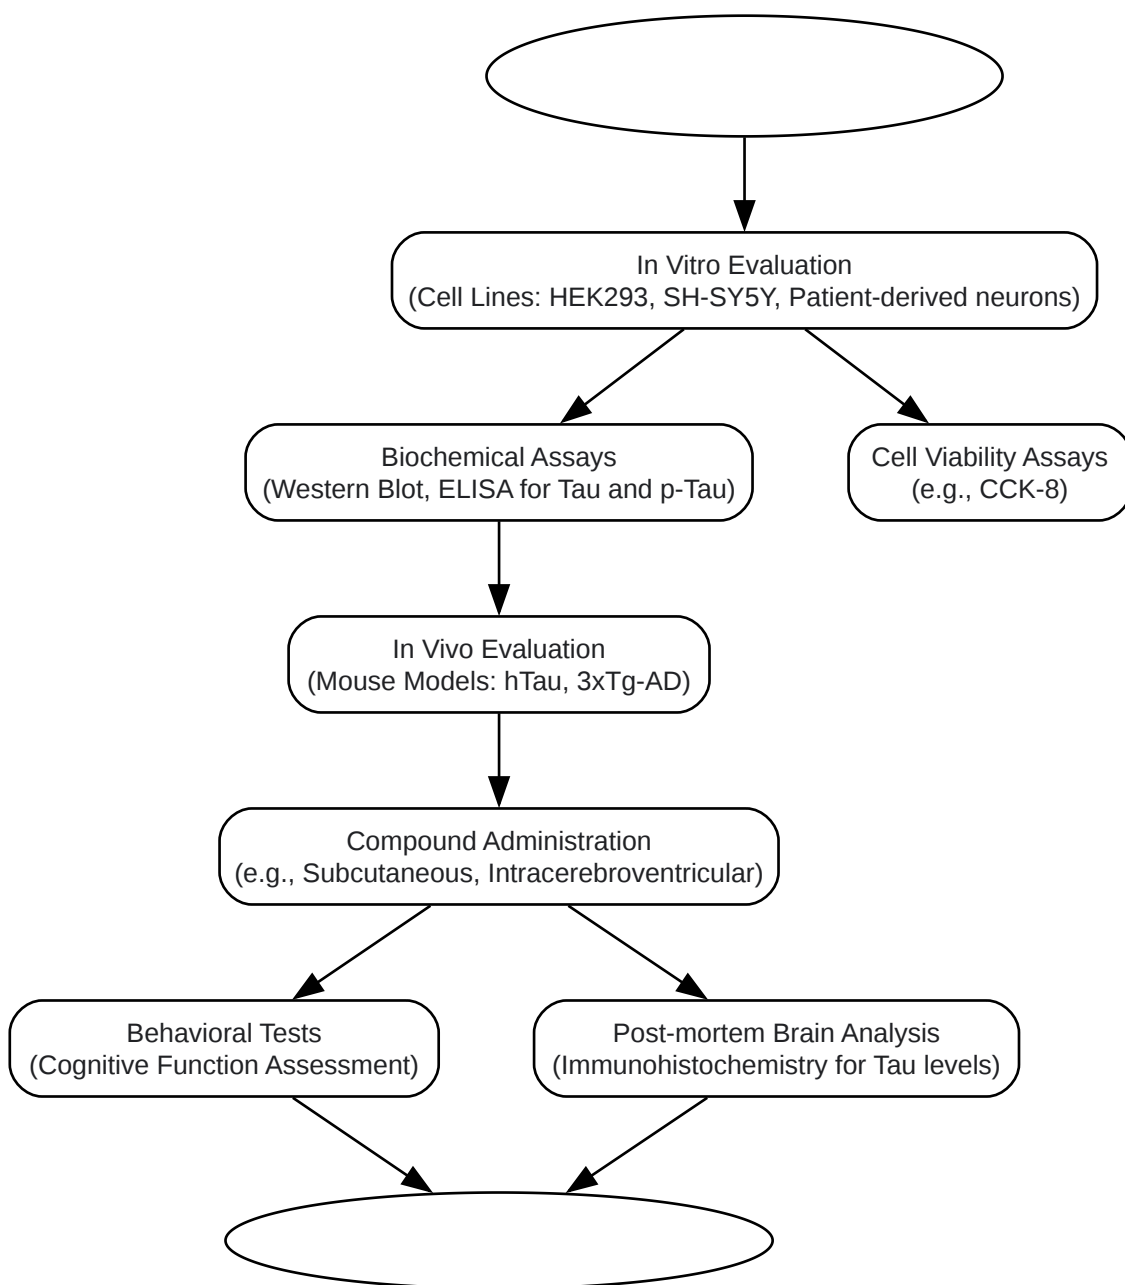 In Vitro Evaluation
(Cell Lines: HEK293, SH-SY5Y, Patient-derived neurons)
Biochemical Assays
(Western Blot, ELISA for Tau and p-Tau)
Cell Viability Assays
(e.g., CCK-8)
In Vivo Evaluation
(Mouse Models: hTau, 3xTg-AD)
Compound Administration
(e.g., Subcutaneous, Intracerebroventricular)
Behavioral Tests
(Cognitive Function Assessment)
Post-mortem Brain Analysis
(Immunohistochemistry for Tau levels)